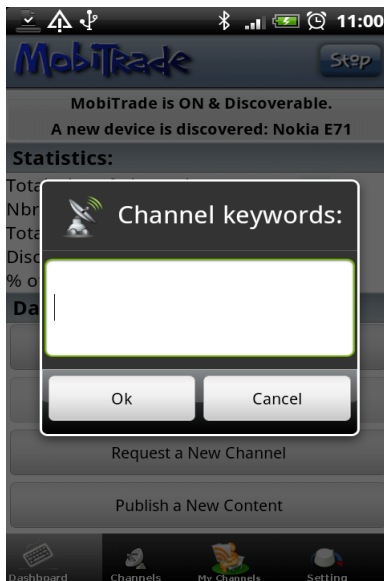 11:00
MobiTrade
Stop
MobiTrade is ON & Discoverable.
A new device is discovered: Nokia E71
Statistics:
Tota
Nbr
Tota
Disc
% o
Da
Channel keywords:
Ok
Cancel
Request a New Channel
Publish a New Content
Dashboard
Channels
My Channels
Setting